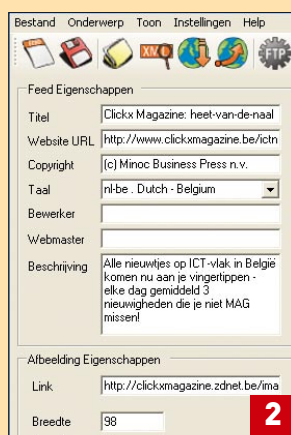 Bestand Onderwerp Toon Instellingen Help
XML FTP
Feed Eigenschappen
Titel Clickx Magazine: heet-van-de-naal
Website URL http://www.clickxmagazine.be/ictn
Copyright (c) Minoc Business Press n.v.
Taal nl-be . Dutch - Belgium
Bewerker
Webmaster
Beschrijving Alle nieuwtjes op ICT-vlak in België
komen nu aan je vingertippen -
elke dag gemiddeld 3
nieuwigheden die je niet MAG
missen!
Afbeelding Eigenschappen
Link http://clickxmagazine.zdnet.be/ima
Breedte 98
2